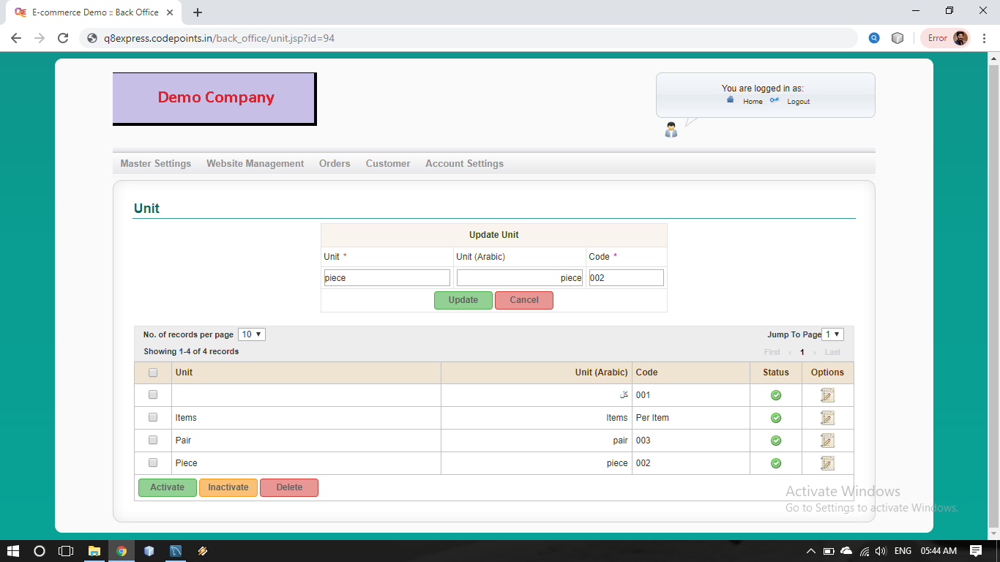 E-commerce Demo :: Back Office
q8express.codepoints.in/back_office/unit.jsp?id=94
Error
Demo Company
You are logged in as:
Home Logout
Master Settings Website Management Orders Customer Account Settings
Unit
Update Unit
Unit * Unit (Arabic) Code *
piece piece 002
Update Cancel
No. of records per page 10 Jump To Page 1
Showing 1-4 of 4 records First ‹ 1 › Last
Unit Unit (Arabic) Code Status Options
كل 001
Items Items Per Item
Pair pair 003
Piece piece 002
Activate Inactivate Delete
Activate Windows
Go to Settings to activate Windows.
ENG 05:44 AM